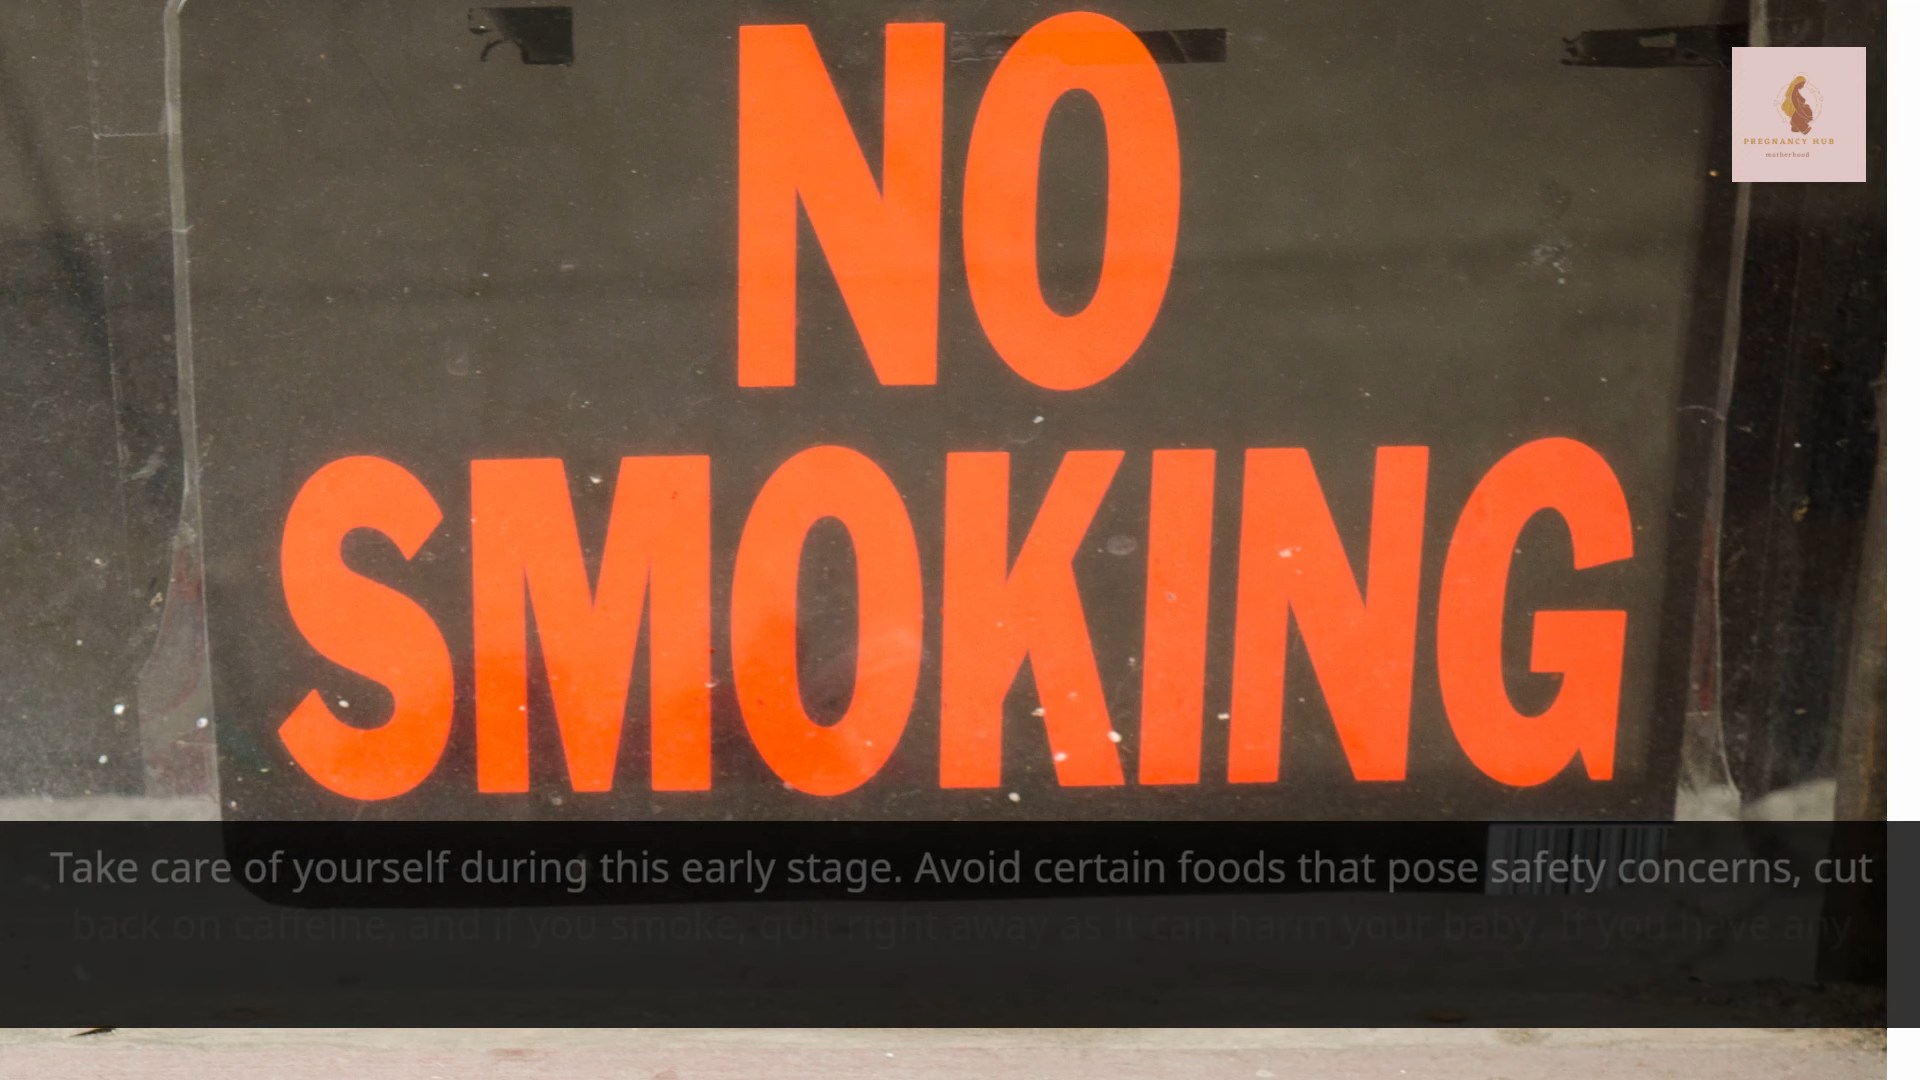 NO
SMOKING
PREGNANCY HUB
motherhood
Take care of yourself during this early stage. Avoid certain foods that pose safety concerns, cut
back on caffeine, and if you smoke, quit right away as it can harm your baby. If you have any